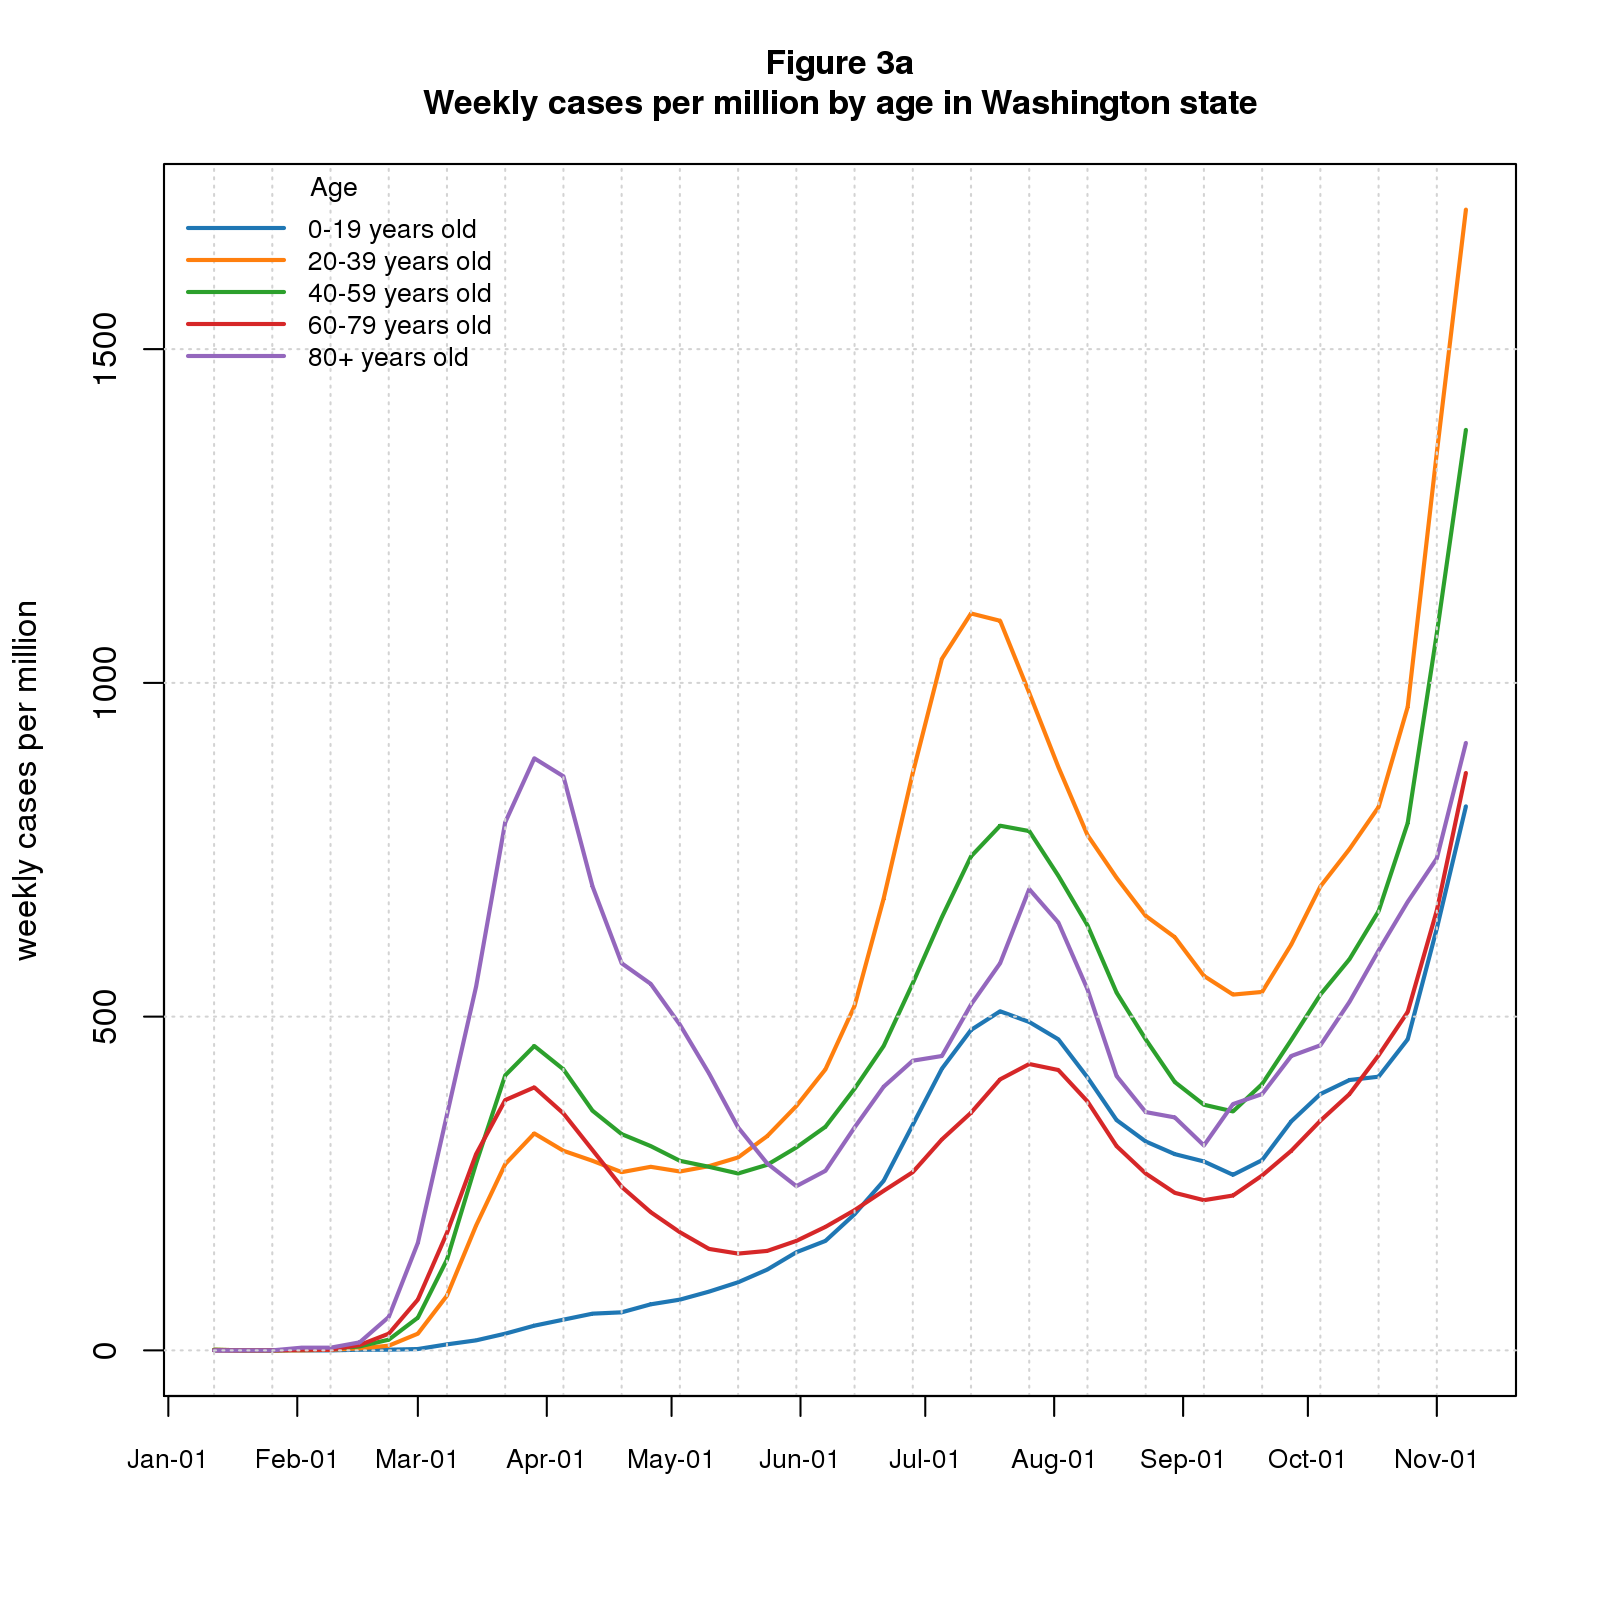 Figure 3a
Weekly cases per million by age in Washington state
Age
0-19 years old
20-39 years old
40-59 years old
60-79 years old
80+ years old
weekly cases per million
1500
1000
500
0
Jan-01 Feb-01 Mar-01 Apr-01 May-01 Jun-01 Jul-01 Aug-01 Sep-01 Oct-01 Nov-01